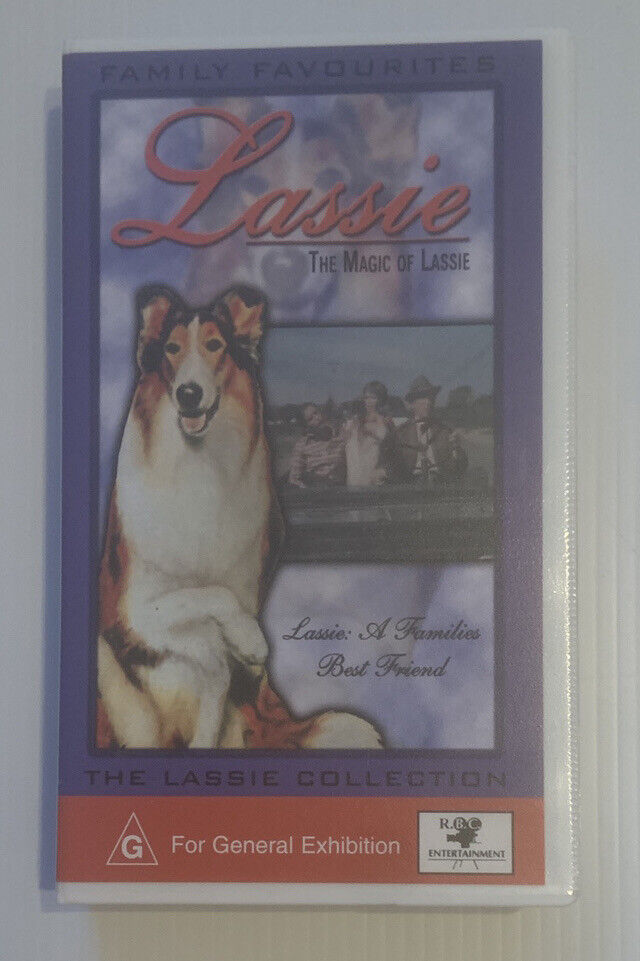 FAMILY FAVOURITES
Lassie
THE MAGIC OF LASSIE
Lassie: A Families
Best Friend
THE LASSIE COLLECTION
G For General Exhibition
R.B.C.
ENTERTAINMENT